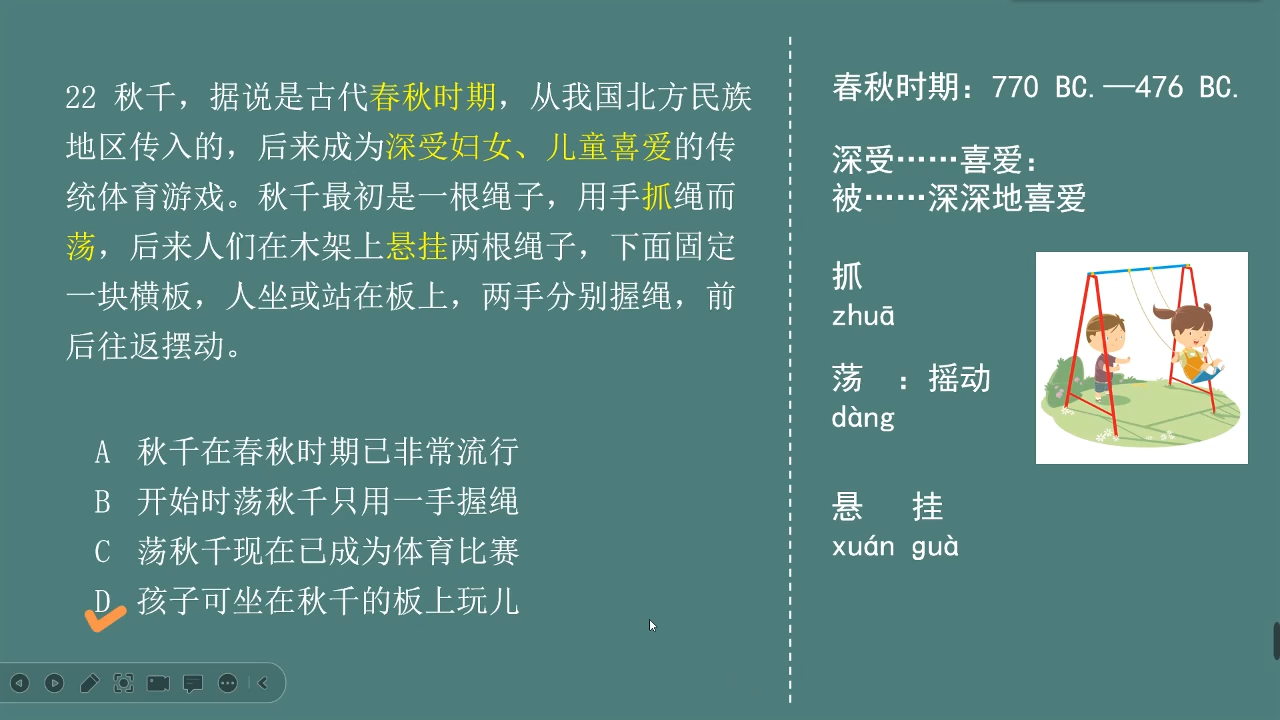 22 秋千，据说是古代春秋时期，从我国北方民族
地区传入的，后来成为深受妇女、儿童喜爱的传
统体育游戏。秋千最初是一根绳子，用手抓绳而
荡，后来人们在木架上悬挂两根绳子，下面固定
一块横板，人坐或站在板上，两手分别握绳，前
后往返摆动。
A 秋千在春秋时期已非常流行
B 开始时荡秋千只用一手握绳
C 荡秋千现在已成为体育比赛
D 孩子可坐在秋千的板上玩儿
春秋时期：770 BC.—476 BC.
深受……喜爱：
被……深深地喜爱
抓
zhuā
荡 ：摇动
dàng
悬 挂
xuán guà